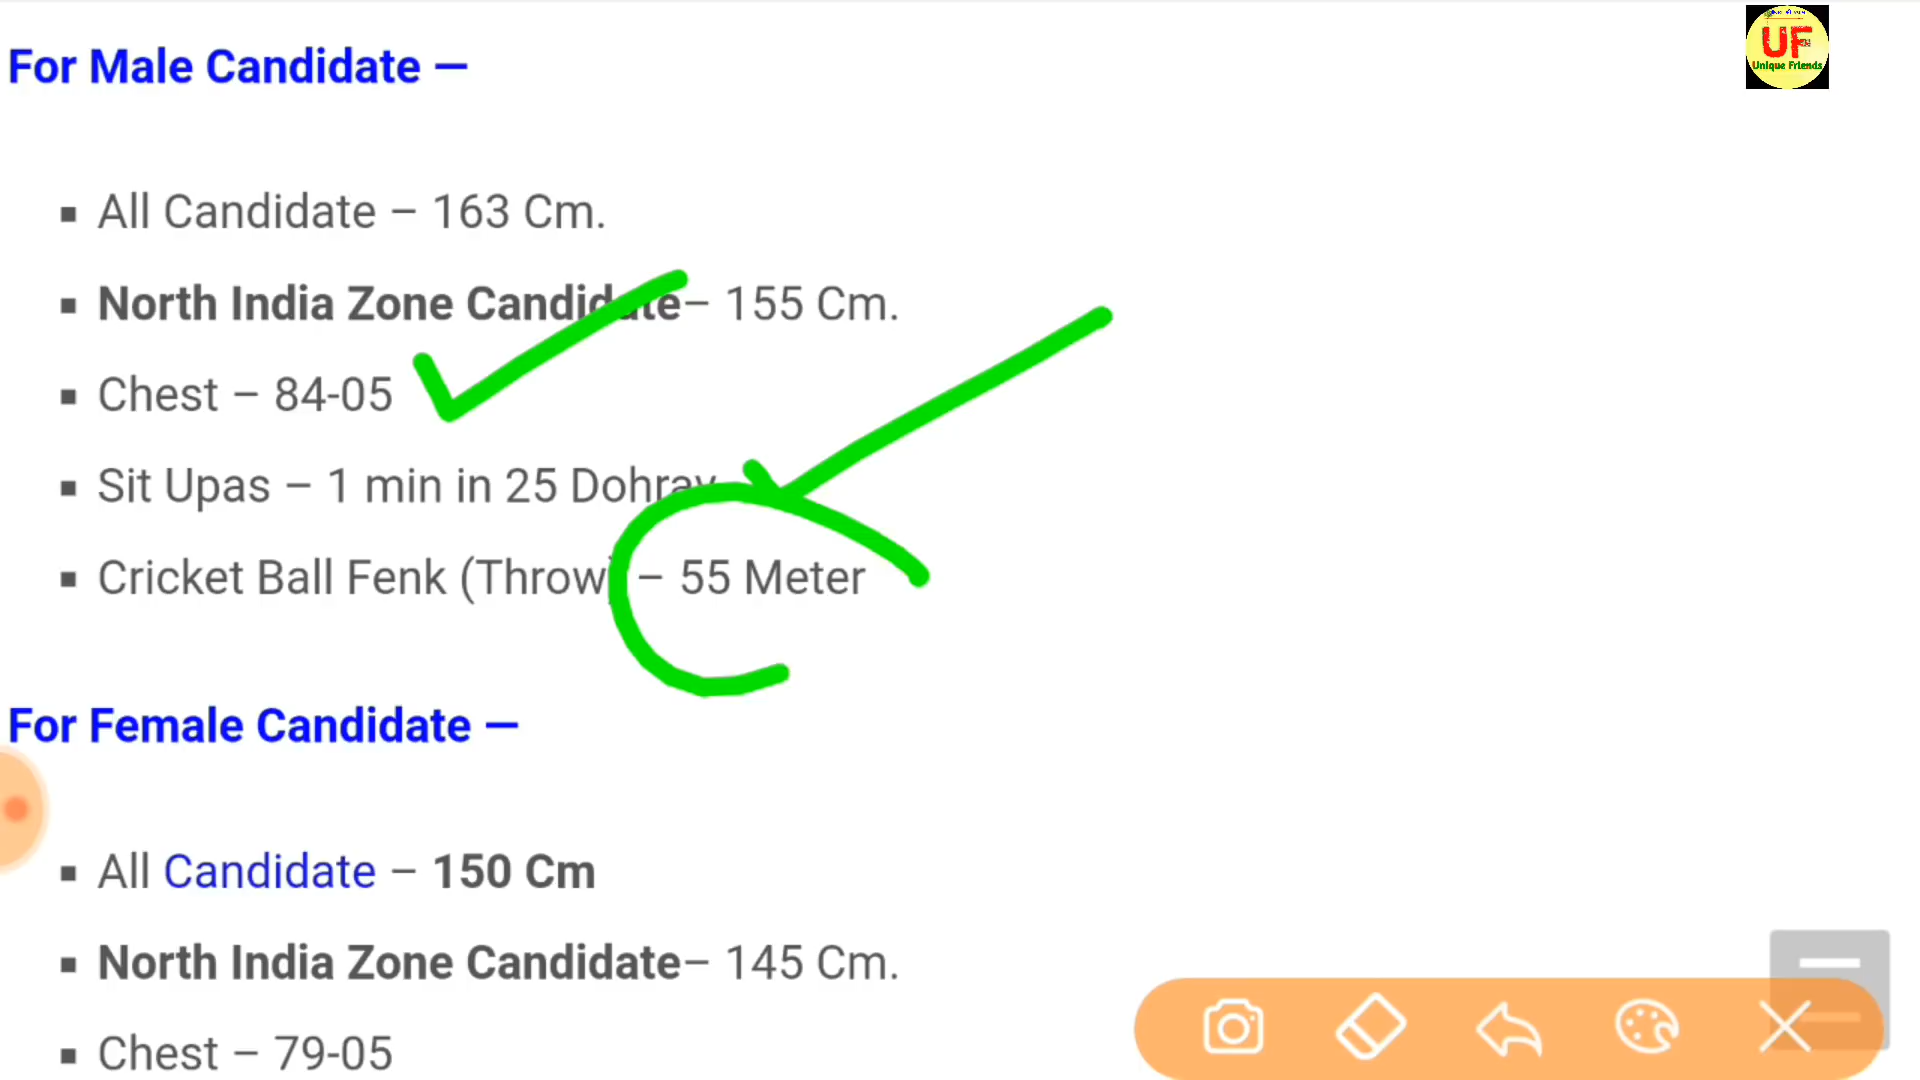 UF
Unique Friends
For Male Candidate —
All Candidate – 163 Cm.
North India Zone Candidate– 155 Cm.
Chest – 84-05
Sit Upas – 1 min in 25 Dohrav
Cricket Ball Fenk (Throw) – 55 Meter
For Female Candidate —
All Candidate – 150 Cm
North India Zone Candidate– 145 Cm.
Chest – 79-05